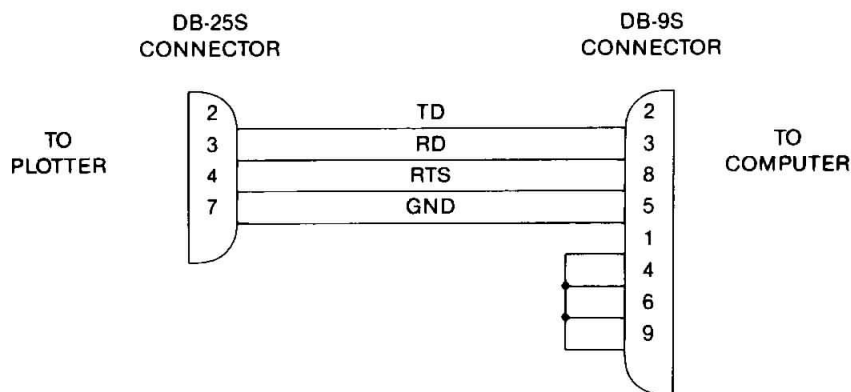 DB-25S
CONNECTOR
DB-9S
CONNECTOR
TO
PLOTTER
2
3
4
7
TD
RD
RTS
GND
2
3
8
5
1
4
6
9
TO
COMPUTER